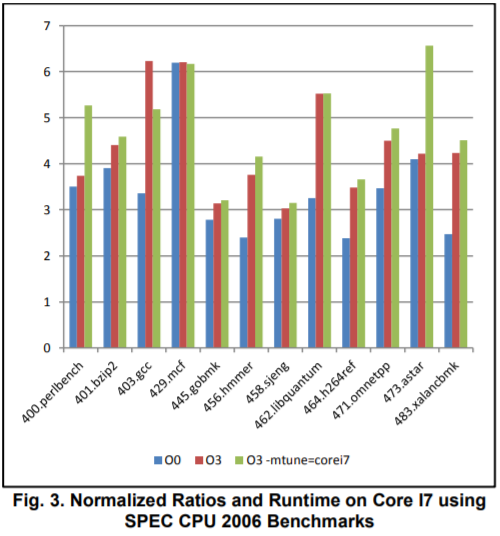 7
6
5
4
3
2
1
0
400.perlbench
401.bzip2
403.gcc
429.mcf
445.gobmk
456.hmmer
458.sjeng
462.libquantum
464.h264ref
471.omnetpp
473.astar
483.xalancbmk
O0 O3 O3 -mtune=corei7
Fig. 3. Normalized Ratios and Runtime on Core I7 using
SPEC CPU 2006 Benchmarks